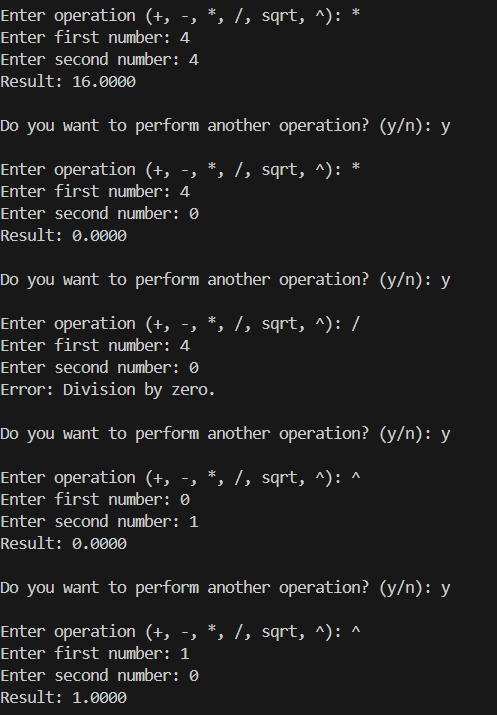 Enter operation (+, -, *, /, sqrt, ^): *
Enter first number: 4
Enter second number: 4
Result: 16.0000
Do you want to perform another operation? (y/n): y
Enter operation (+, -, *, /, sqrt, ^): *
Enter first number: 4
Enter second number: 0
Result: 0.0000
Do you want to perform another operation? (y/n): y
Enter operation (+, -, *, /, sqrt, ^): /
Enter first number: 4
Enter second number: 0
Error: Division by zero.
Do you want to perform another operation? (y/n): y
Enter operation (+, -, *, /, sqrt, ^): ^
Enter first number: 0
Enter second number: 1
Result: 0.0000
Do you want to perform another operation? (y/n): y
Enter operation (+, -, *, /, sqrt, ^): ^
Enter first number: 1
Enter second number: 0
Result: 1.0000